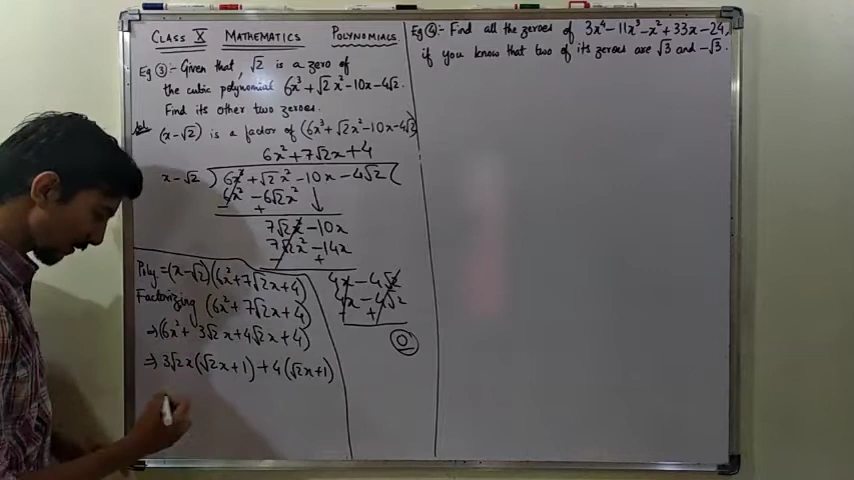 CLASS X MATHEMATICS POLYNOMIALS
Eg ③:- Given that, √2 is a zero of
the cubic polynomial 6x³ + √2 x² - 10x - 4√2.
Find its other two zeroes.
Sol (x-√2) is a factor of (6x³ + √2x² - 10x - 4√2)
6x² + 7√2x + 4
x-√2 ) 6x³ + √2x² - 10x - 4√2 (
6x³ - 6√2x²
- +
7√2x² - 10x
7√2x² - 14x
- +
4x - 4√2
4x - 4√2
- +
0
Poly = (x-√2)(6x² + 7√2x + 4)
Factorizing (6x² + 7√2x + 4)
⇒ (6x² + 3√2x + 4√2x + 4)
⇒ 3√2x(√2x + 1) + 4(√2x + 1)
Eg ④:- Find all the zeroes of 3x⁴ - 11x³ - x² + 33x - 24,
if you know that two of its zeroes are √3 and -√3.